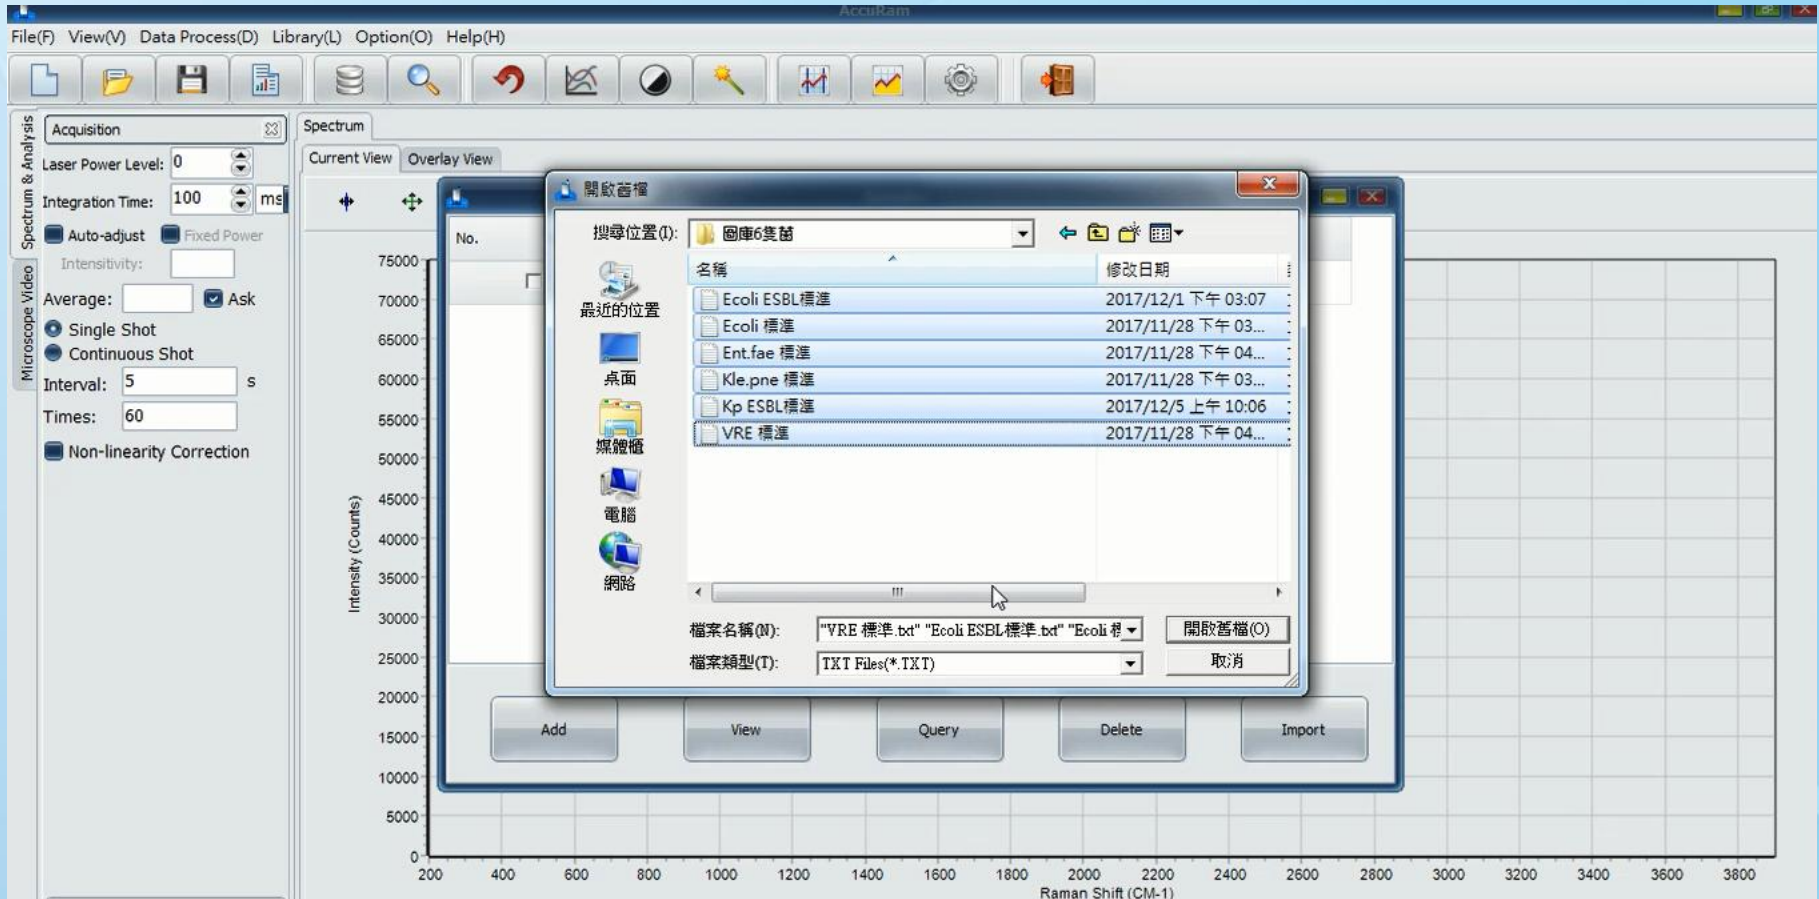 AccuRam
File(F) View(V) Data Process(D) Library(L) Option(O) Help(H)
Spectrum & Analysis
Microscope Video
Acquisition
Laser Power Level: 0
Integration Time: 100 ms
Auto-adjust Fixed Power
Intensitivity:
Average: Ask
Single Shot
Continuous Shot
Interval: 5 s
Times: 60
Non-linearity Correction
Spectrum
Current View Overlay View
No.
開啟舊檔
搜尋位置(I): 圖庫6隻菌
名稱 修改日期
Ecoli ESBL標準 2017/12/1 下午 03:07
Ecoli 標準 2017/11/28 下午 03...
Ent.fae 標準 2017/11/28 下午 04...
Kle.pne 標準 2017/11/28 下午 03...
Kp ESBL標準 2017/12/5 上午 10:06
VRE 標準 2017/11/28 下午 04...
最近的位置
桌面
媒體櫃
電腦
網路
檔案名稱(N): "VRE 標準.txt" "Ecoli ESBL標準.txt" "Ecoli 開啟舊檔(O)
檔案類型(T): TXT Files(*.TXT) 取消
Add View Query Delete Import
Intensity (Counts)
75000
70000
65000
60000
55000
50000
45000
40000
35000
30000
25000
20000
15000
10000
5000
0
200 400 600 800 1000 1200 1400 1600 1800 2000 2200 2400 2600 2800 3000 3200 3400 3600 3800
Raman Shift (CM-1)